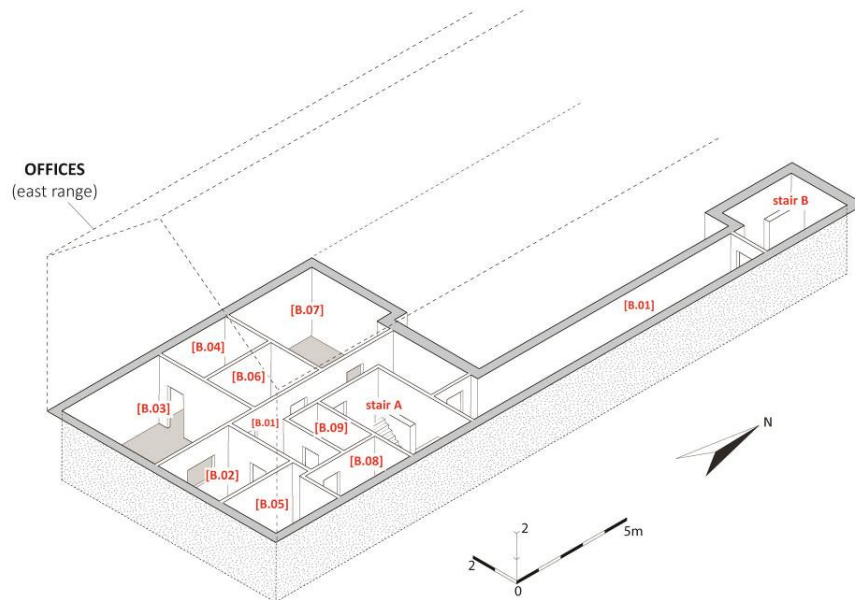 OFFICES
(east range)
stair B
[B.01]
[B.07]
[B.04]
[B.06]
[B.03]
stair A
[B.01]
[B.09]
[B.02]
[B.08]
[B.05]
N
2
5m
2
0